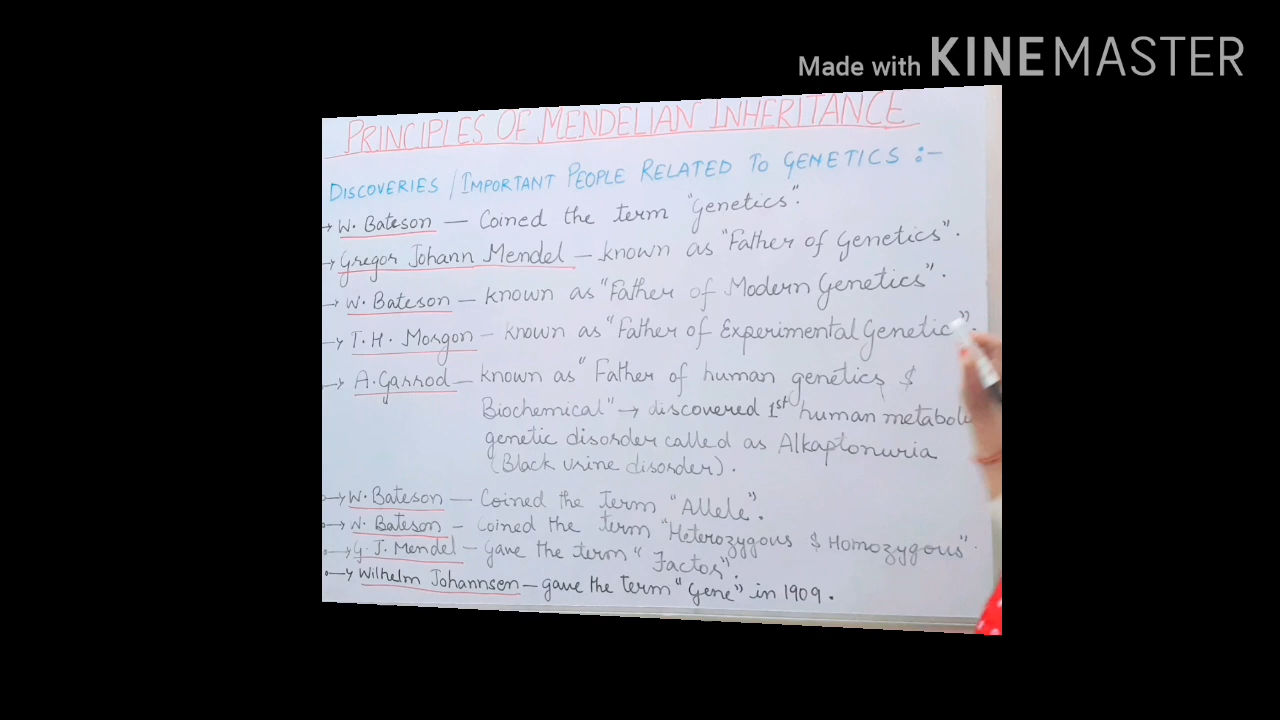 Made with KINEMASTER
PRINCIPLES OF MENDELIAN INHERITANCE
DISCOVERIES / IMPORTANT PEOPLE RELATED TO GENETICS :-
→ W. Bateson — Coined the term "Genetics".
→ Gregor Johann Mendel — known as "Father of Genetics".
→ W. Bateson — known as "Father of Modern Genetics".
→ T. H. Morgon — known as "Father of Experimental Genetic".
→ A. Garrod — known as "Father of human genetics &
Biochemical" → discovered 1st human metabol
genetic disorder called as Alkaptonuria
(Black urine disorder).
→ W. Bateson — Coined the term "Allele".
→ W. Bateson — Coined the term "Heterozygous & Homozygous".
→ G. J. Mendel — Gave the term "Factor".
→ Wilhelm Johannsen — gave the term "Gene" in 1909.